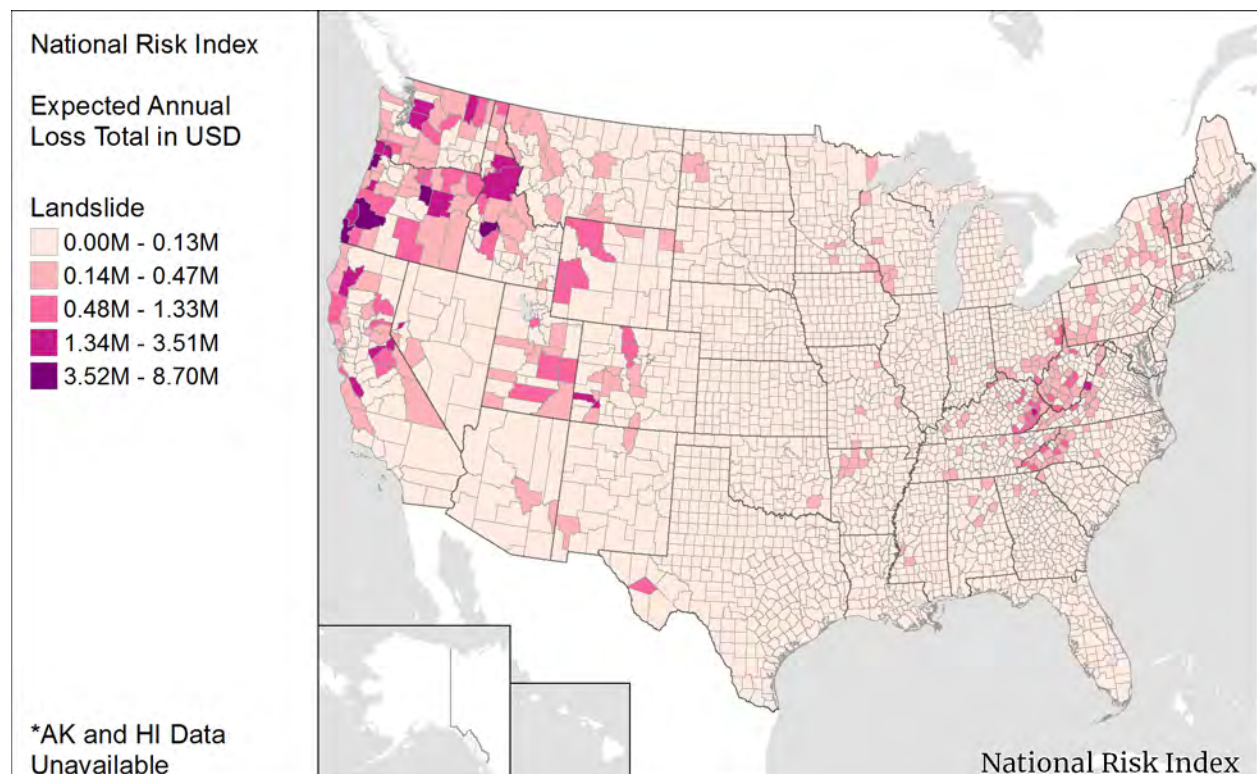 National Risk Index
Expected Annual
Loss Total in USD
Landslide
0.00M - 0.13M
0.14M - 0.47M
0.48M - 1.33M
1.34M - 3.51M
3.52M - 8.70M
*AK and HI Data
Unavailable
National Risk Index